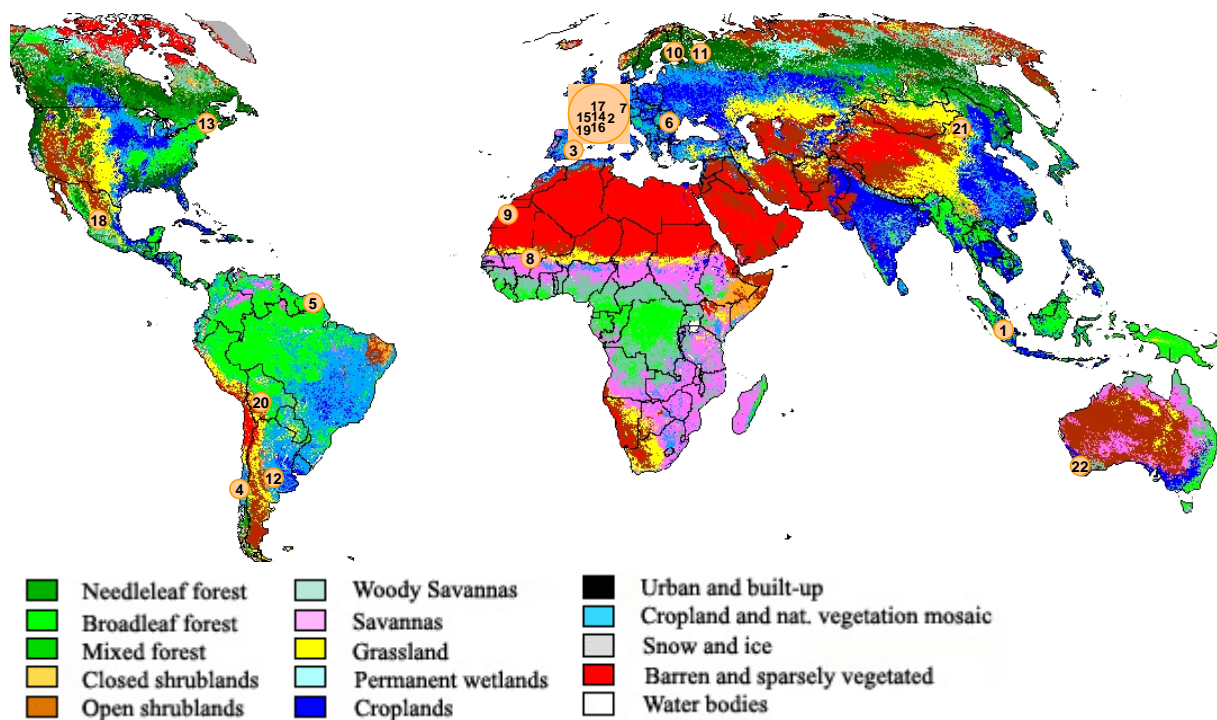 10 11
17 7
13 15 14 2 6 21
19 16
3
18 9
8
5
1
20
12 22
4
Needleleaf forest Woody Savannas Urban and built-up
Broadleaf forest Savannas Cropland and nat. vegetation mosaic
Mixed forest Grassland Snow and ice
Closed shrublands Permanent wetlands Barren and sparsely vegetated
Open shrublands Croplands Water bodies